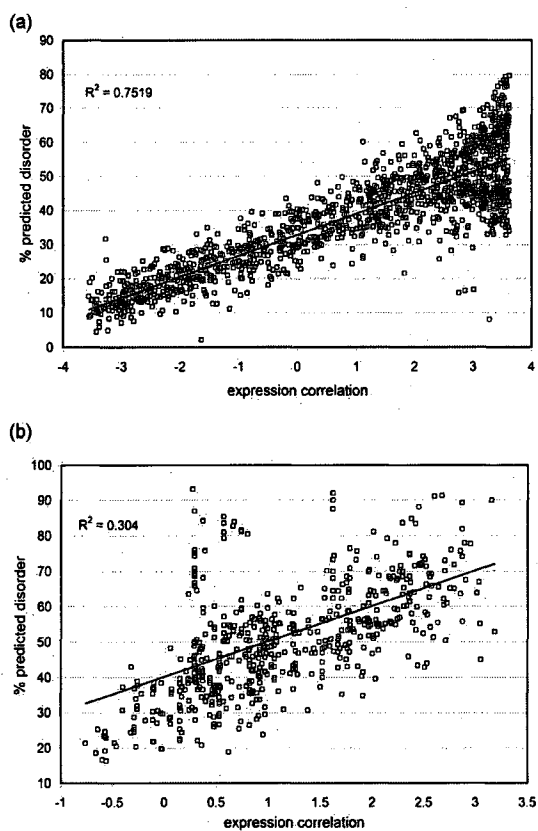 (a)
90
80
70
60
50
40
30
20
10
0
% predicted disorder
R² = 0.7519
-4 -3 -2 -1 0 1 2 3 4
expression correlation
(b)
100
90
80
70
60
50
40
30
20
10
% predicted disorder
R² = 0.304
-1 -0.5 0 0.5 1 1.5 2 2.5 3 3.5
expression correlation